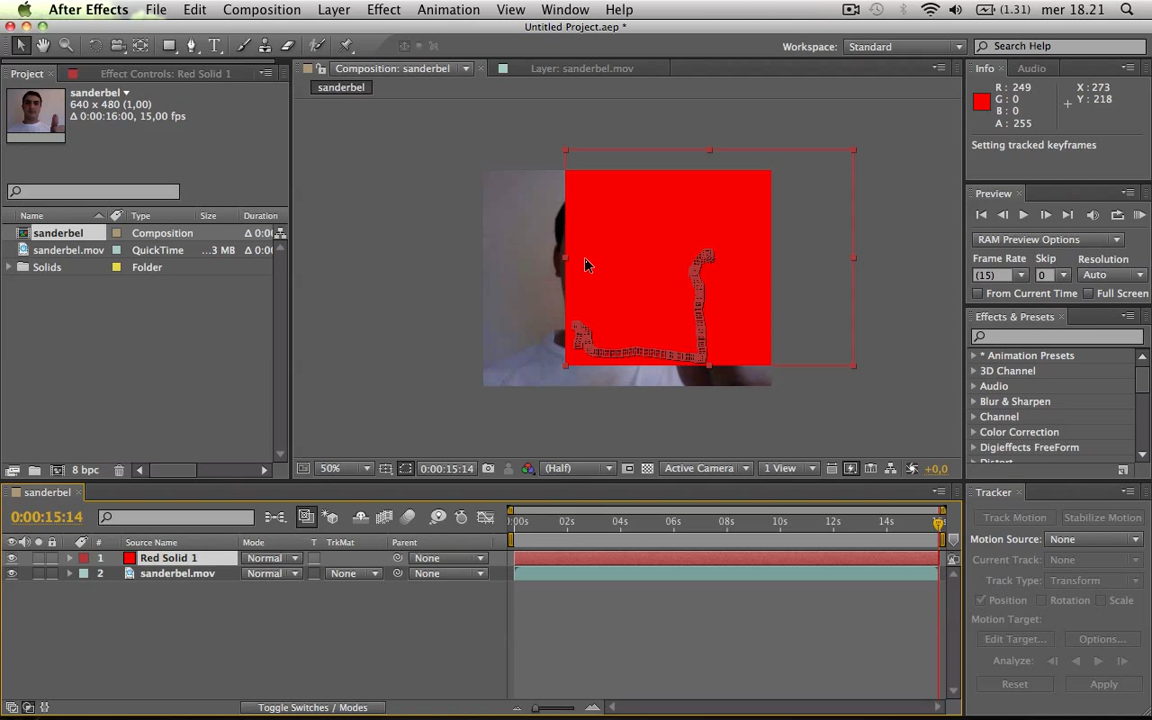 After Effects File Edit Composition Layer Effect Animation View Window Help (1.31) mer 18.21
Untitled Project.aep *
Workspace: Standard Search Help
Project Effect Controls: Red Solid 1
sanderbel
640 x 480 (1,00)
Δ 0:00:16:00, 15,00 fps
Name Type Size Duration
sanderbel Composition Δ 0:00
sanderbel.mov QuickTime ...3 MB Δ 0:00
Solids Folder
8 bpc
Composition: sanderbel Layer: sanderbel.mov
sanderbel
50% 0:00:15:14 (Half) Active Camera 1 View +0,0
Info Audio
R: 249 X: 273
G: 0 Y: 218
B: 0
A: 255
Setting tracked keyframes
Preview
RAM Preview Options
Frame Rate Skip Resolution
(15) 0 Auto
From Current Time Full Screen
Effects & Presets
* Animation Presets
3D Channel
Audio
Blur & Sharpen
Channel
Color Correction
Digieffects FreeForm
Distort
sanderbel
0:00:15:14
:00s 02s 04s 06s 08s 10s 12s 14s
# Source Name Mode T TrkMat Parent
1 Red Solid 1 Normal None
2 sanderbel.mov Normal None None
Toggle Switches / Modes
Tracker
Track Motion Stabilize Motion
Motion Source: None
Current Track: None
Track Type: Transform
Position Rotation Scale
Motion Target:
Edit Target... Options...
Analyze:
Reset Apply